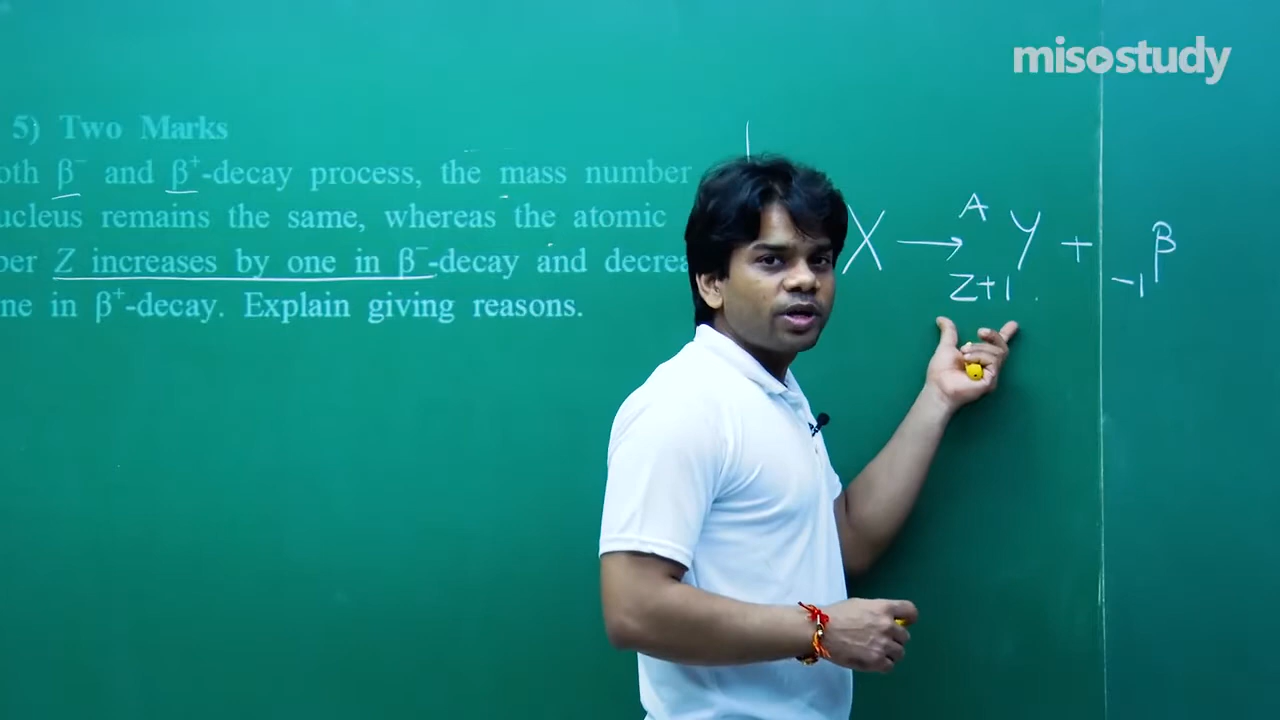 misostudy
5) Two Marks
oth β⁻ and β⁺-decay process, the mass number
ucleus remains the same, whereas the atomic
er Z increases by one in β⁻-decay and decrea
ne in β⁺-decay. Explain giving reasons.
X → ᴬ Y + β
Z+1 -1